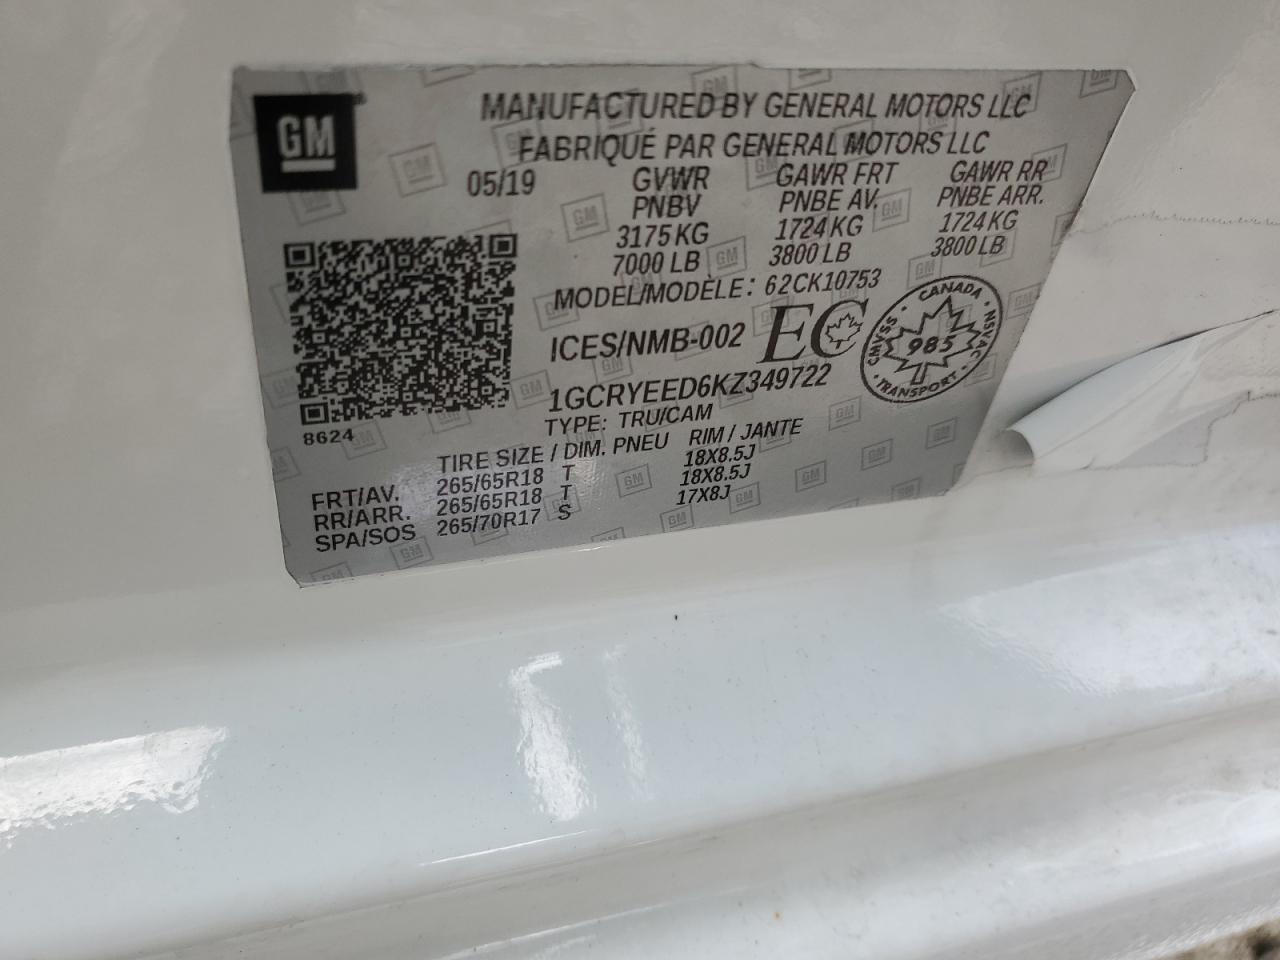 GM
MANUFACTURED BY GENERAL MOTORS LLC
FABRIQUÉ PAR GENERAL MOTORS LLC
05/19 GVWR GAWR FRT GAWR RR
PNBV PNBE AV. PNBE ARR.
3175 KG 1724 KG 1724 KG
7000 LB 3800 LB 3800 LB
MODEL/MODÈLE: 62CK10753
ICES/NMB-002 EC
CANADA CMVSS NSVAC 985 TRANSPORT
1GCRYEED6KZ349722
8624
TYPE: TRU/CAM
TIRE SIZE / DIM. PNEU RIM / JANTE
FRT/AV. 265/65R18 T 18X8.5J
RR/ARR. 265/65R18 T 18X8.5J
SPA/SOS 265/70R17 S 17X8J